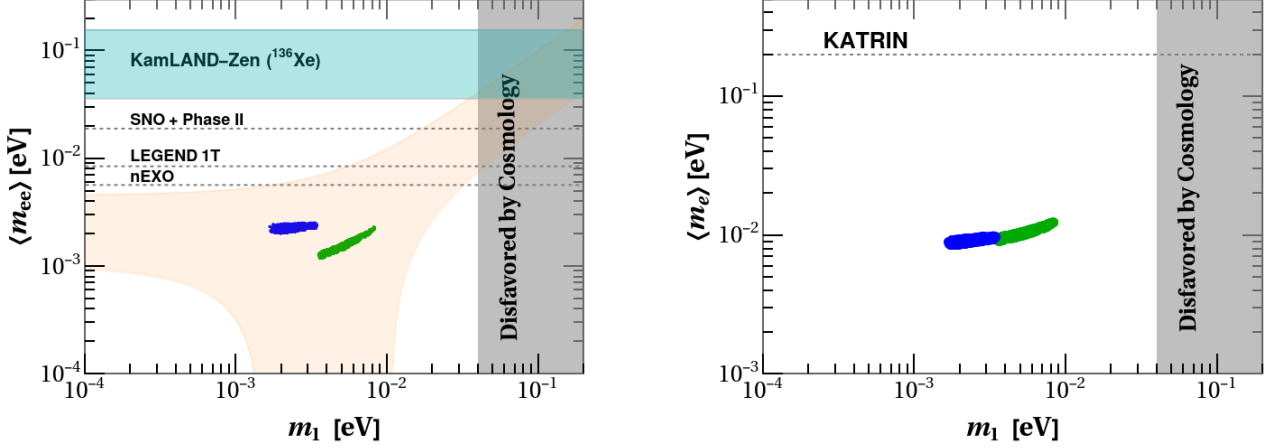 10⁻¹
KamLAND–Zen (¹³⁶Xe)
SNO + Phase II
10⁻²
LEGEND 1T
nEXO
10⁻³
10⁻⁴
⟨mee⟩ [eV]
Disfavored by Cosmology
10⁻⁴ 10⁻³ 10⁻² 10⁻¹
m₁ [eV]
KATRIN
10⁻¹
10⁻²
10⁻³
⟨me⟩ [eV]
Disfavored by Cosmology
10⁻⁴ 10⁻³ 10⁻² 10⁻¹
m₁ [eV]